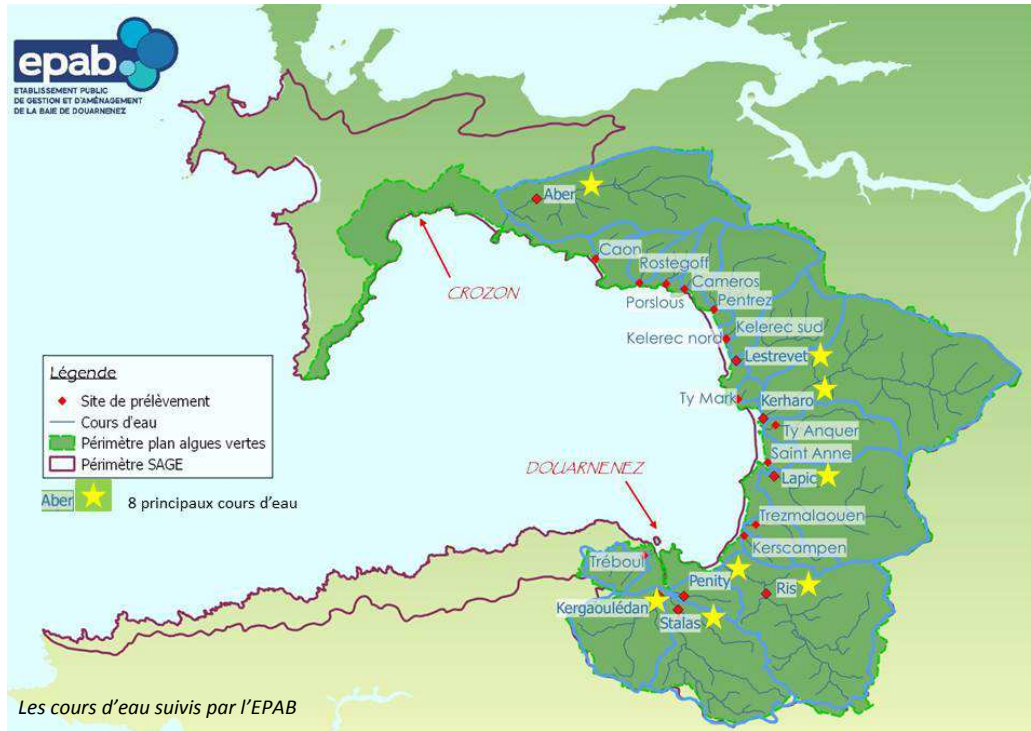 epab
ETABLISSEMENT PUBLIC
DE GESTION ET D'AMÉNAGEMENT
DE LA BAIE DE DOUARNENEZ
Aber
Caon
Rostegoff
Cameros
Porslous
Pentrez
Kelerec sud
Kelerec nord
Lestrevet
Ty Mark
Kerharo
Ty Anquer
Saint Anne
Lapic
Trezmalaouen
Kerscampen
Tréboul
Penity
Ris
Kergaoulédan
Stalas
CROZON
DOUARNENEZ
Légende
Site de prélèvement
Cours d'eau
Périmètre plan algues vertes
Périmètre SAGE
Aber 8 principaux cours d'eau
Les cours d'eau suivis par l'EPAB